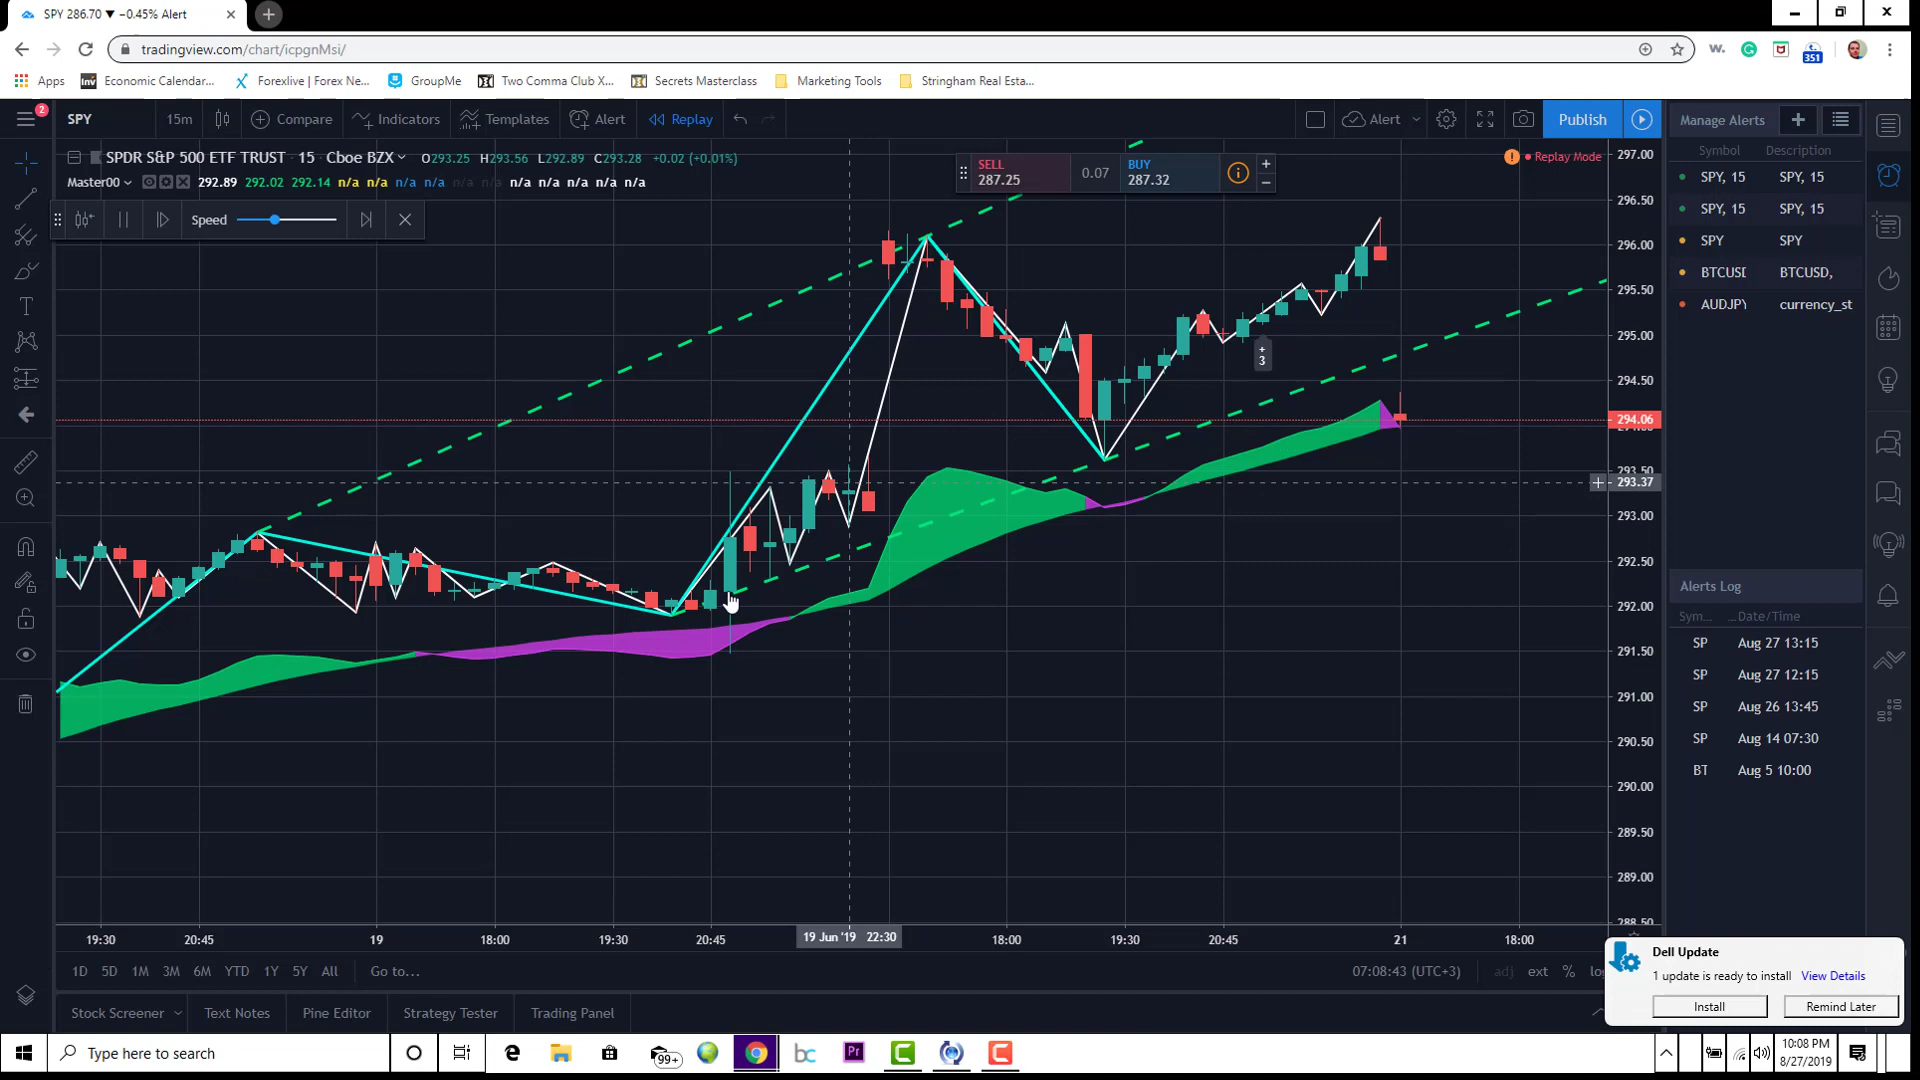 SPY 286.70 ▼ −0.45% Alert
tradingview.com/chart/icpgnMsi/
Apps
Economic Calendar...
Forexlive | Forex Ne...
GroupMe
Two Comma Club X...
Secrets Masterclass
Marketing Tools
Stringham Real Esta...
351
2
SPY
15m
Compare
Indicators
Templates
Alert
Replay
Alert
Publish
Manage Alerts
SPDR S&P 500 ETF TRUST · 15 · Cboe BZX
O293.25 H293.56 L292.89 C293.28 +0.02 (+0.01%)
Master00
292.89 292.02 292.14 n/a n/a n/a n/a n/a n/a n/a n/a n/a
Speed
SELL
287.25
0.07
BUY
287.32
Replay Mode
Symbol Description
SPY, 15 SPY, 15
SPY, 15 SPY, 15
SPY SPY
BTCUSD BTCUSD,
AUDJPY currency_st
297.00
296.50
296.00
295.50
295.00
294.50
294.06
293.50
293.37
293.00
292.50
292.00
291.50
291.00
290.50
290.00
289.50
289.00
288.50
+
3
Alerts Log
Sym... ... Date/Time
SP Aug 27 13:15
SP Aug 27 12:15
SP Aug 26 13:45
SP Aug 14 07:30
BT Aug 5 10:00
19:30
20:45
19
18:00
19:30
20:45
19 Jun '19 22:30
18:00
19:30
20:45
21
18:00
1D 5D 1M 3M 6M YTD 1Y 5Y All
Go to...
07:08:43 (UTC+3)
adj ext %
Stock Screener
Text Notes
Pine Editor
Strategy Tester
Trading Panel
Dell Update
1 update is ready to install View Details
Install
Remind Later
Type here to search
99+
bc
Pr
10:08 PM
8/27/2019